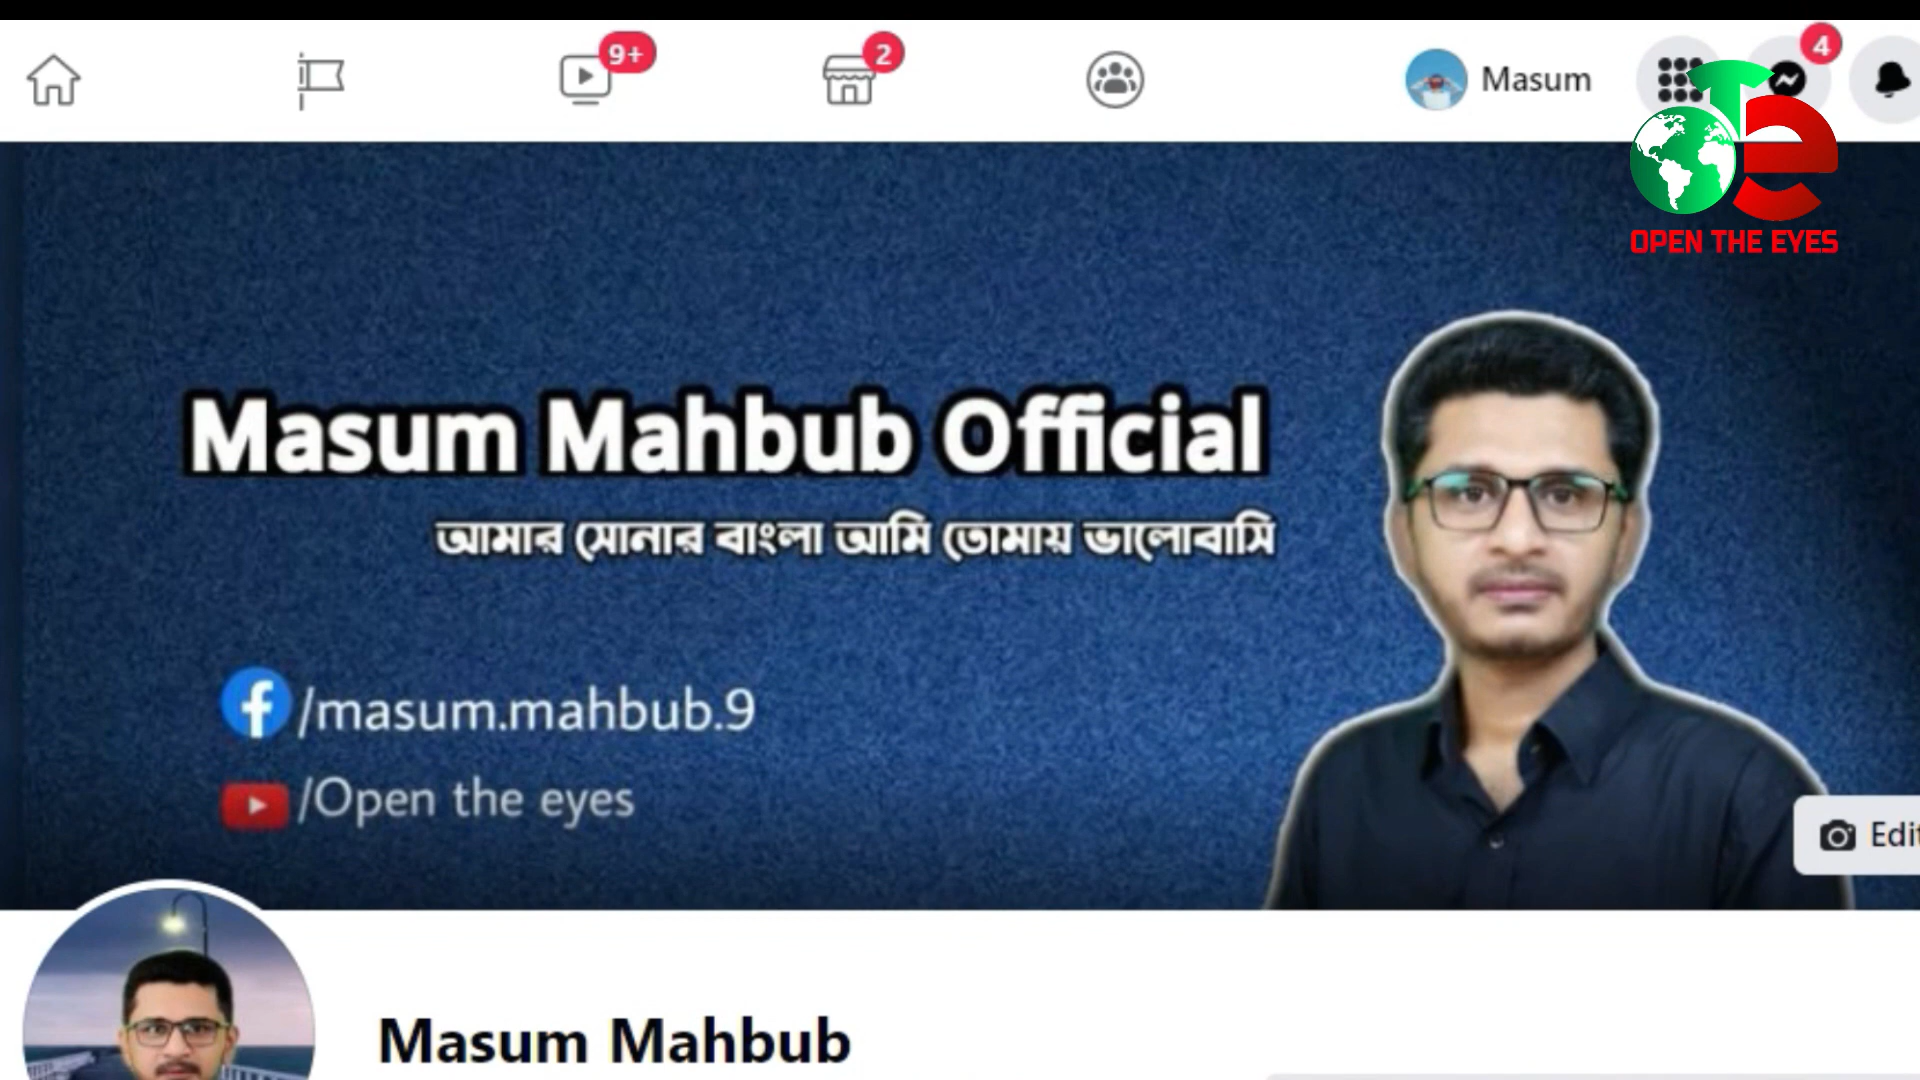 9+
2
4
Masum
OPEN THE EYES
Masum Mahbub Official
আমার সোনার বাংলা আমি তোমায় ভালোবাসি
/masum.mahbub.9
/Open the eyes
Masum Mahbub